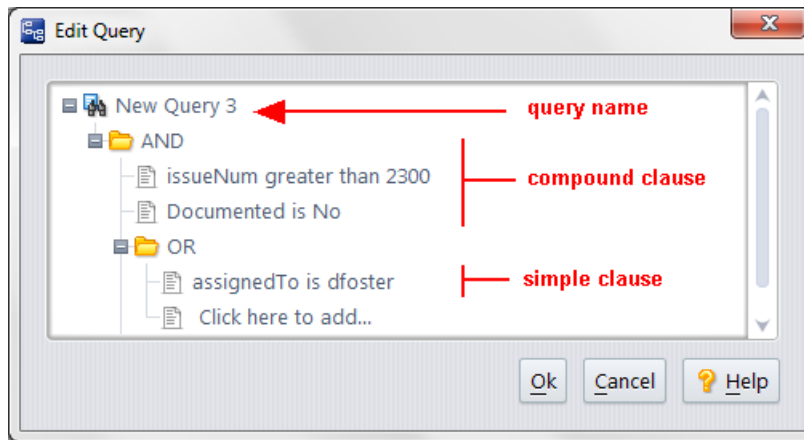 Edit Query
New Query 3
query name
AND
issueNum greater than 2300
compound clause
Documented is No
OR
assignedTo is dfoster
simple clause
Click here to add...
Ok
Cancel
? Help